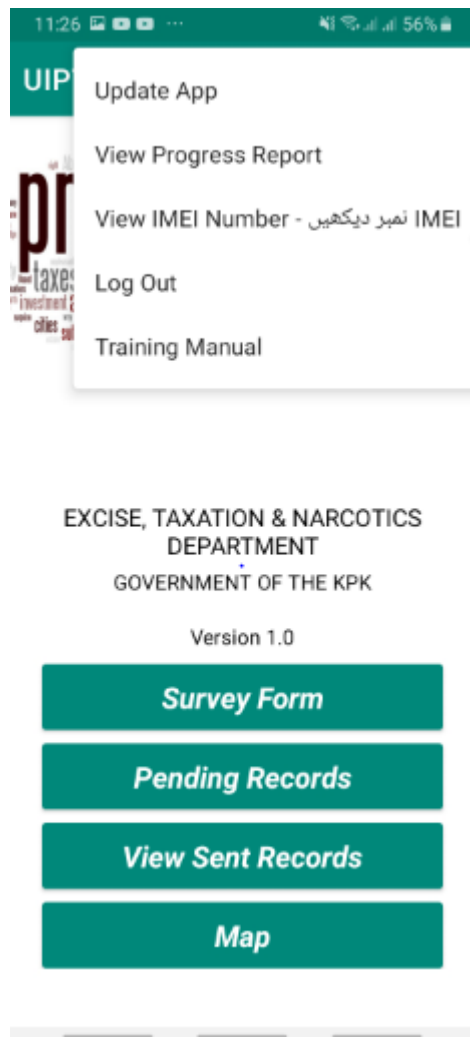 11:26 56%
UIP
Update App
View Progress Report
View IMEI Number - نمبر دیکھیں IMEI
Log Out
Training Manual
pr
taxes
investment
cities
EXCISE, TAXATION & NARCOTICS
DEPARTMENT
GOVERNMENT OF THE KPK
Version 1.0
Survey Form
Pending Records
View Sent Records
Map